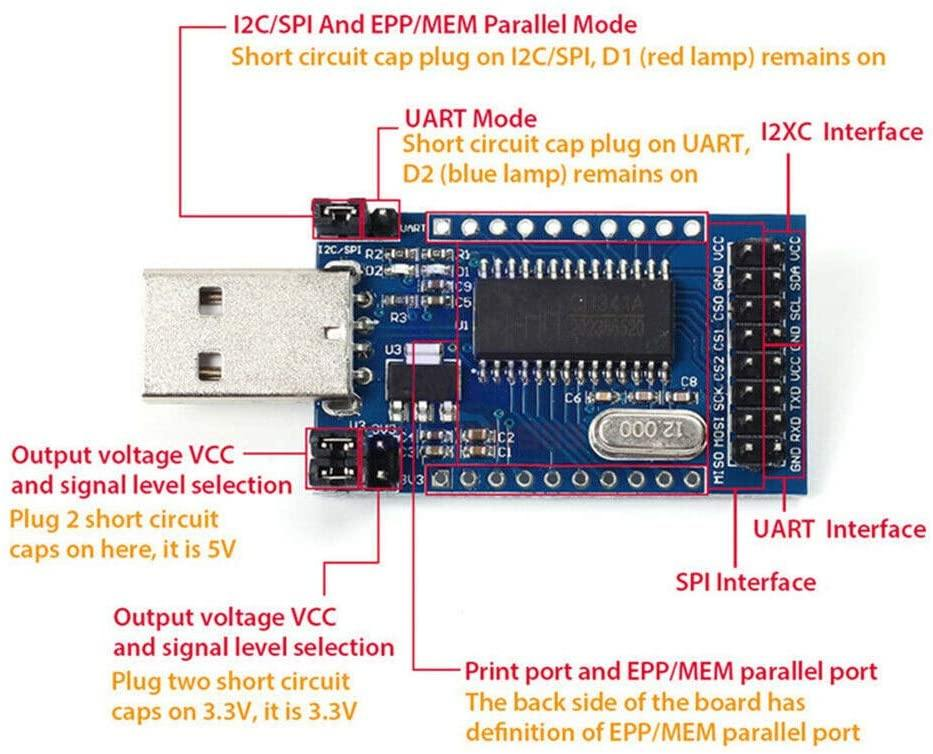 I2C/SPI And EPP/MEM Parallel Mode
Short circuit cap plug on I2C/SPI, D1 (red lamp) remains on
UART Mode
Short circuit cap plug on UART,
D2 (blue lamp) remains on
I2XC Interface
I2C/SPI
UART
R2
R1
D2
D1
C9
C5
R3
U1
U3
CH341A
C6
C8
12.000
U3
3V3
C4
C2
C3
C1
3V3
VCC
GND
CS0
CS1
CS2
SCK
MOSI
MISO
VCC
SDA
SCL
GND
VCC
TXD
RXD
GND
Output voltage VCC
and signal level selection
Plug 2 short circuit
caps on here, it is 5V
UART Interface
SPI Interface
Output voltage VCC
and signal level selection
Plug two short circuit
caps on 3.3V, it is 3.3V
Print port and EPP/MEM parallel port
The back side of the board has
definition of EPP/MEM parallel port